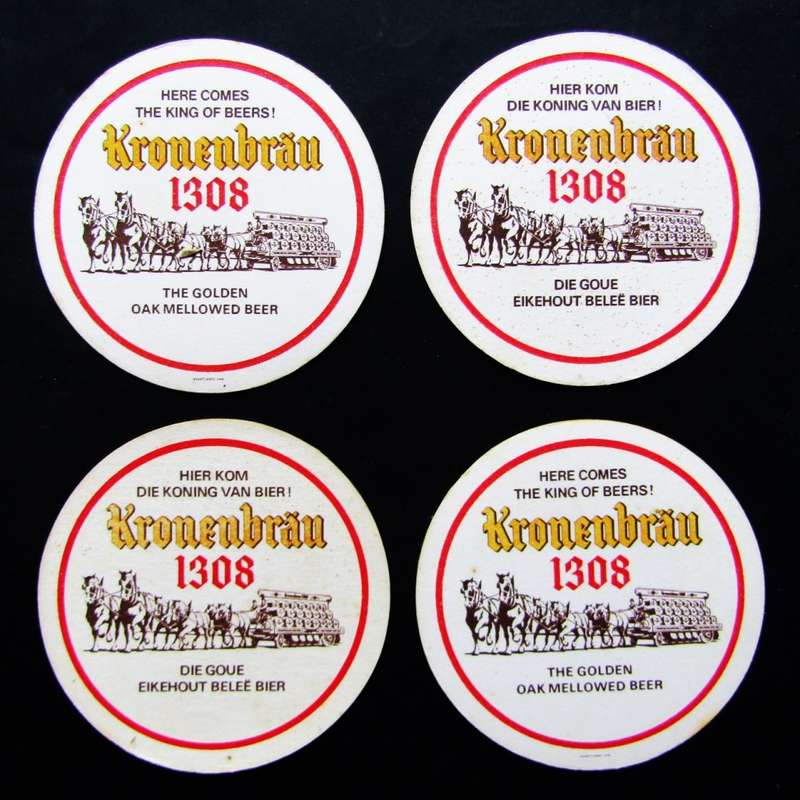 HERE COMES
THE KING OF BEERS!
Kronenbräu
1308
THE GOLDEN
OAK MELLOWED BEER
HIER KOM
DIE KONING VAN BIER!
Kronenbräu
1308
DIE GOUE
EIKEHOUT BELEË BIER
HIER KOM
DIE KONING VAN BIER!
Kronenbräu
1308
DIE GOUE
EIKEHOUT BELEË BIER
HERE COMES
THE KING OF BEERS!
Kronenbräu
1308
THE GOLDEN
OAK MELLOWED BEER